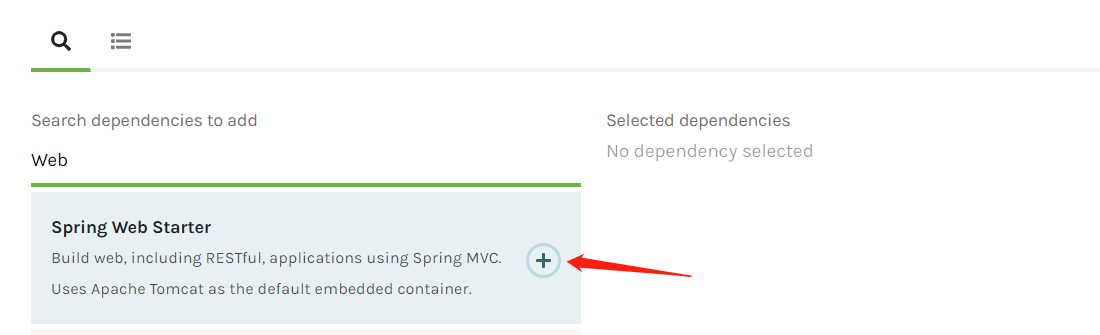 Search dependencies to add
Web
Spring Web Starter
Build web, including RESTful, applications using Spring MVC.
Uses Apache Tomcat as the default embedded container.
Selected dependencies
No dependency selected